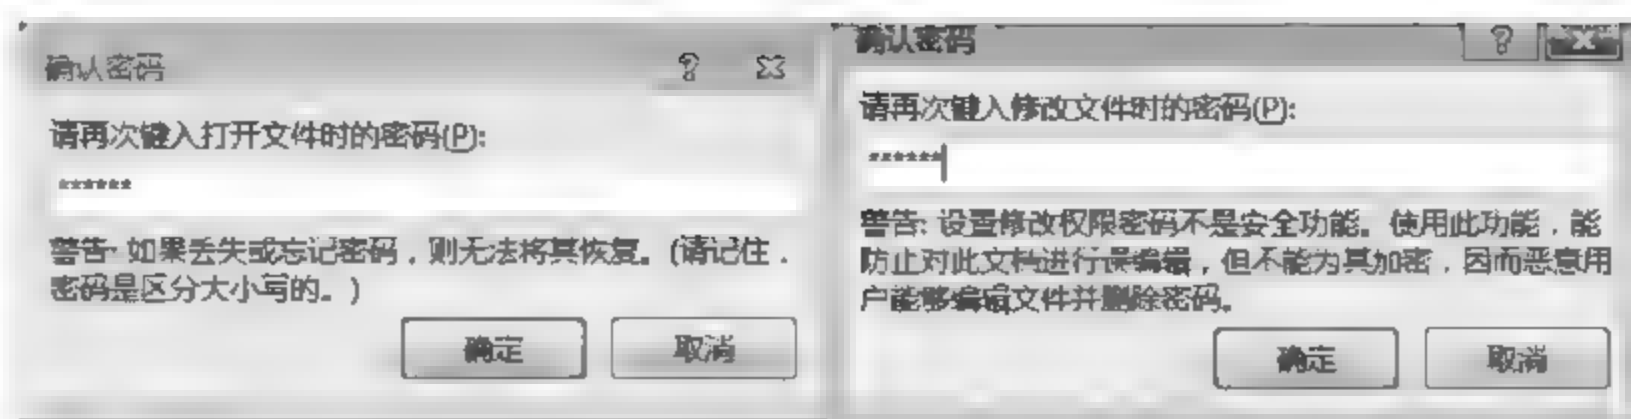 确认密码
请再次键入打开文件时的密码(P):
******
警告: 如果丢失或忘记密码，则无法将其恢复。(请记住，
密码是区分大小写的。)
确定
取消
确认密码
请再次键入修改文件时的密码(P):
******
警告: 设置修改权限密码不是安全功能。使用此功能，能
防止对此文档进行误编辑，但不能为其加密，因而恶意用
户能够编辑文件并删除密码。
确定
取消